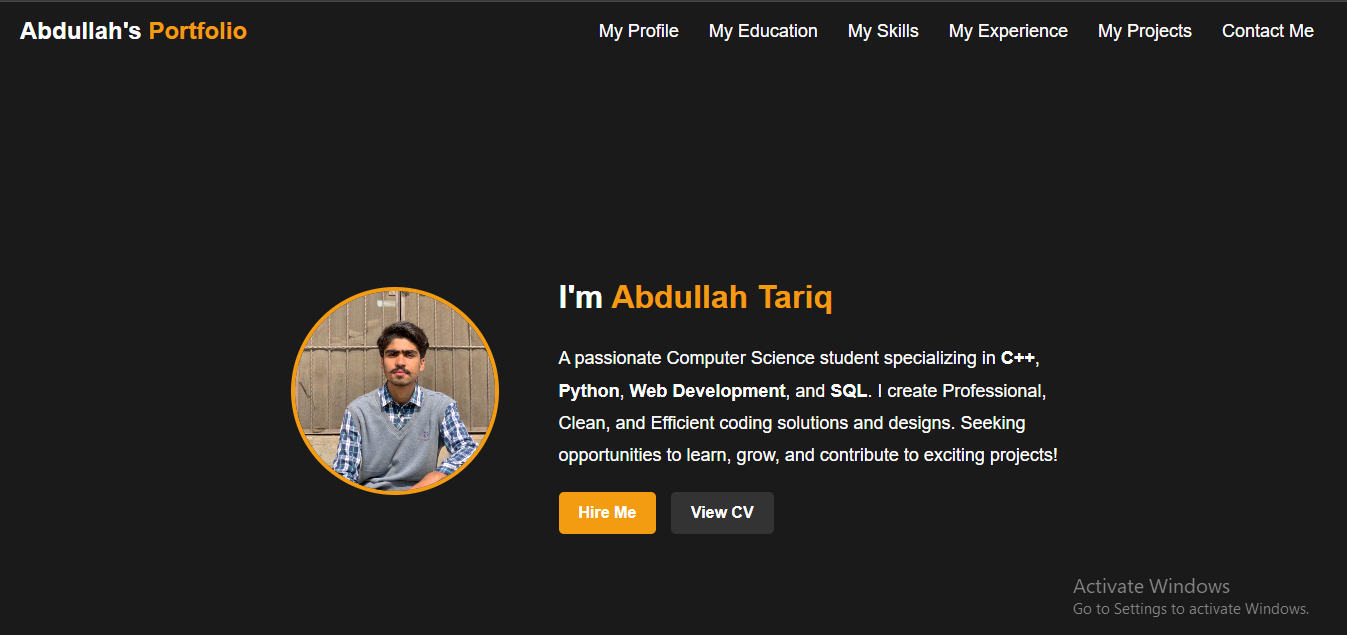 Abdullah's Portfolio
My Profile
My Education
My Skills
My Experience
My Projects
Contact Me
I'm Abdullah Tariq
A passionate Computer Science student specializing in C++,
Python, Web Development, and SQL. I create Professional,
Clean, and Efficient coding solutions and designs. Seeking
opportunities to learn, grow, and contribute to exciting projects!
Hire Me
View CV
Activate Windows
Go to Settings to activate Windows.